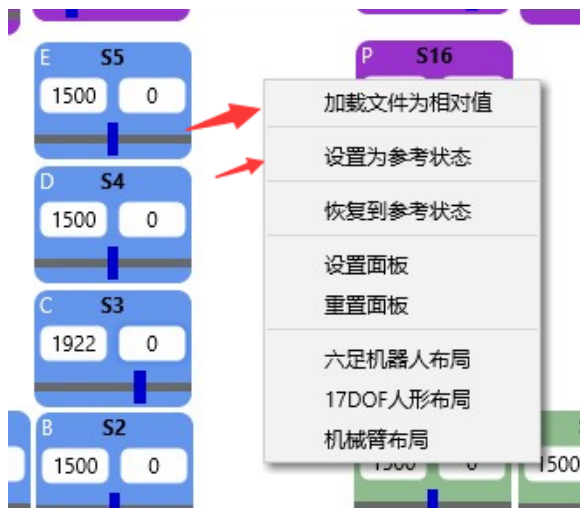 E S5
1500 0
P S16
加载文件为相对值
设置为参考状态
D S4
1500 0
恢复到参考状态
设置面板
重置面板
C S3
1922 0
六足机器人布局
17DOF人形布局
机械臂布局
B S2
1500 0
1500 0
1500